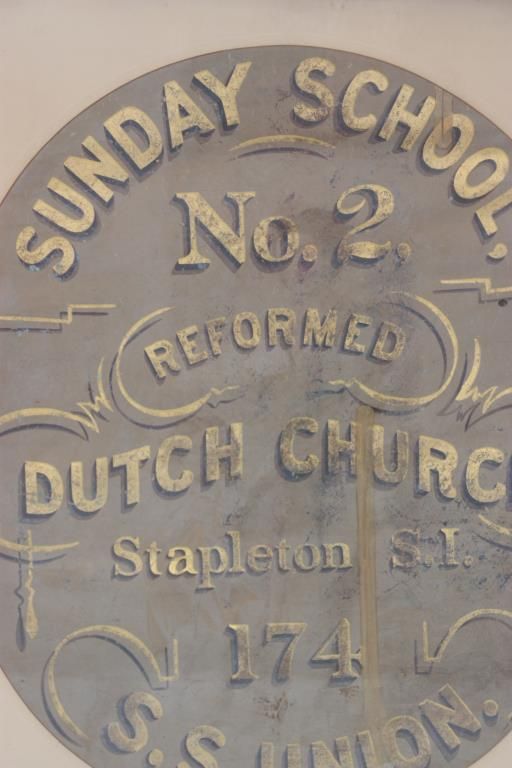 SUNDAY SCHOOL,
No. 2,
REFORMED
DUTCH CHURC
Stapleton S.I.
174
S.S. UNION.